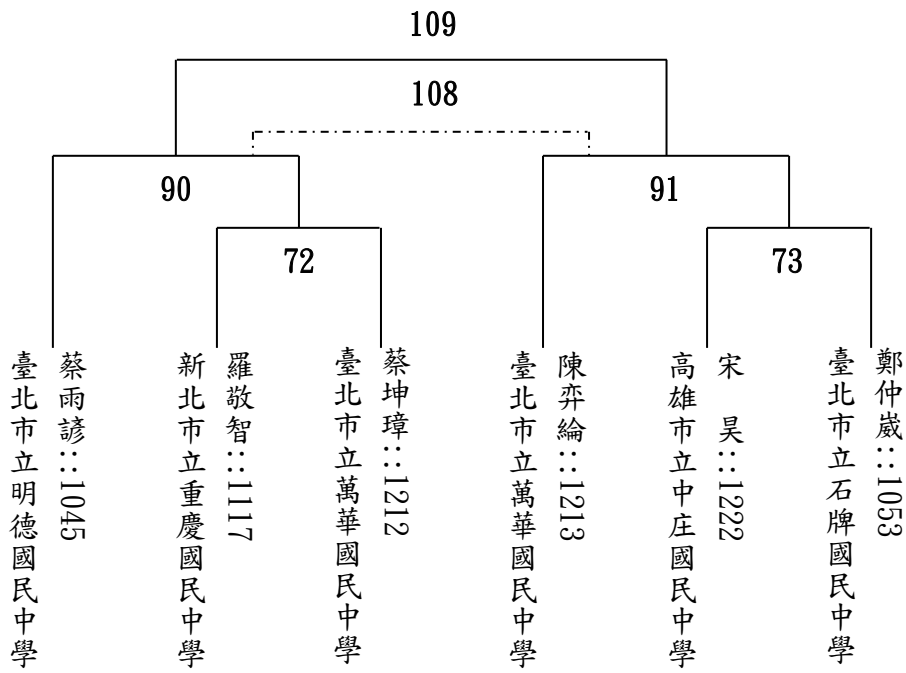 109
108
90
91
72
73
蔡雨諺::1045
臺北市立明德國民中學
羅敬智::1117
新北市立重慶國民中學
蔡坤璋::1212
臺北市立萬華國民中學
陳弈綸::1213
臺北市立萬華國民中學
宋　昊::1222
高雄市立中庄國民中學
鄭仲崴::1053
臺北市立石牌國民中學